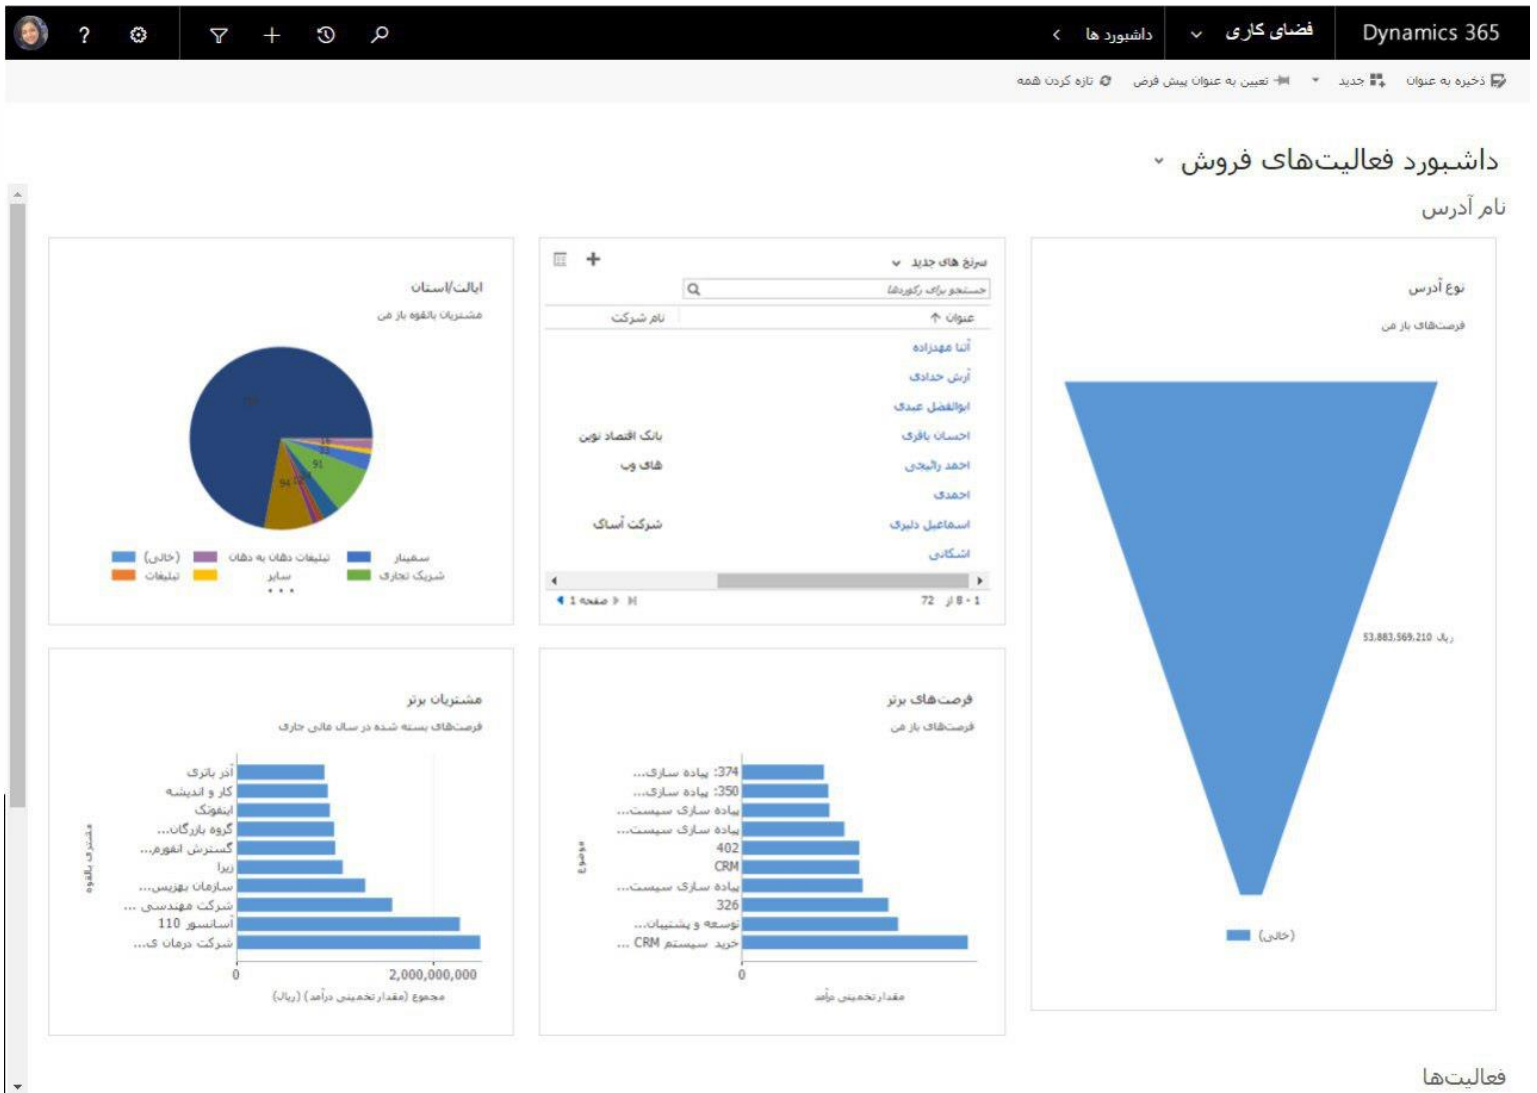 Dynamics 365
فضای کاری
داشبورد ها
ذخیره به عنوان
جدید
تعیین به عنوان پیش فرض
تازه کردن همه
داشبورد فعالیت‌های فروش
نام آدرس
نوع آدرس
فرصت‌های باز من
ریال 53,883,569,210
(خالی)
سرنخ های جدید
جستجو برای رکوردها
عنوان
نام شرکت
آتنا مهدزاده
آرش حدادی
ابوالفضل عبدی
احسان باقری
بانک اقتصاد نوین
احمد رائیجی
های وب
احمدی
اسماعیل دلیری
شرکت آساک
اشکانی
1 - 8 از 72
صفحه 1
ایالت/استان
مشتریان بالقوه باز من
91
94
سمینار
تبلیغات دهان به دهان
(خالی)
شریک تجاری
سایر
تبلیغات
فرصت‌های برتر
فرصت‌های باز من
374: پیاده سازی...
350: پیاده سازی...
پیاده سازی سیست...
پیاده سازی سیست...
402
CRM
پیاده سازی سیست...
326
توسعه و پشتیبان...
خرید سیستم CRM ...
موضوع
0
مقدار تخمینی درآمد
مشتریان برتر
فرصت‌های بسته شده در سال مالی جاری
آذر باتری
کار و اندیشه
اینفوتک
گروه بازرگان...
گسترش انفورم...
زیرا
سازمان بهزیس...
شرکت مهندسی ...
آسانسور 110
شرکت درمان ک...
مشتری بالقوه
0
2,000,000,000
مجموع (مقدار تخمینی درآمد) (ریال)
فعالیت‌ها